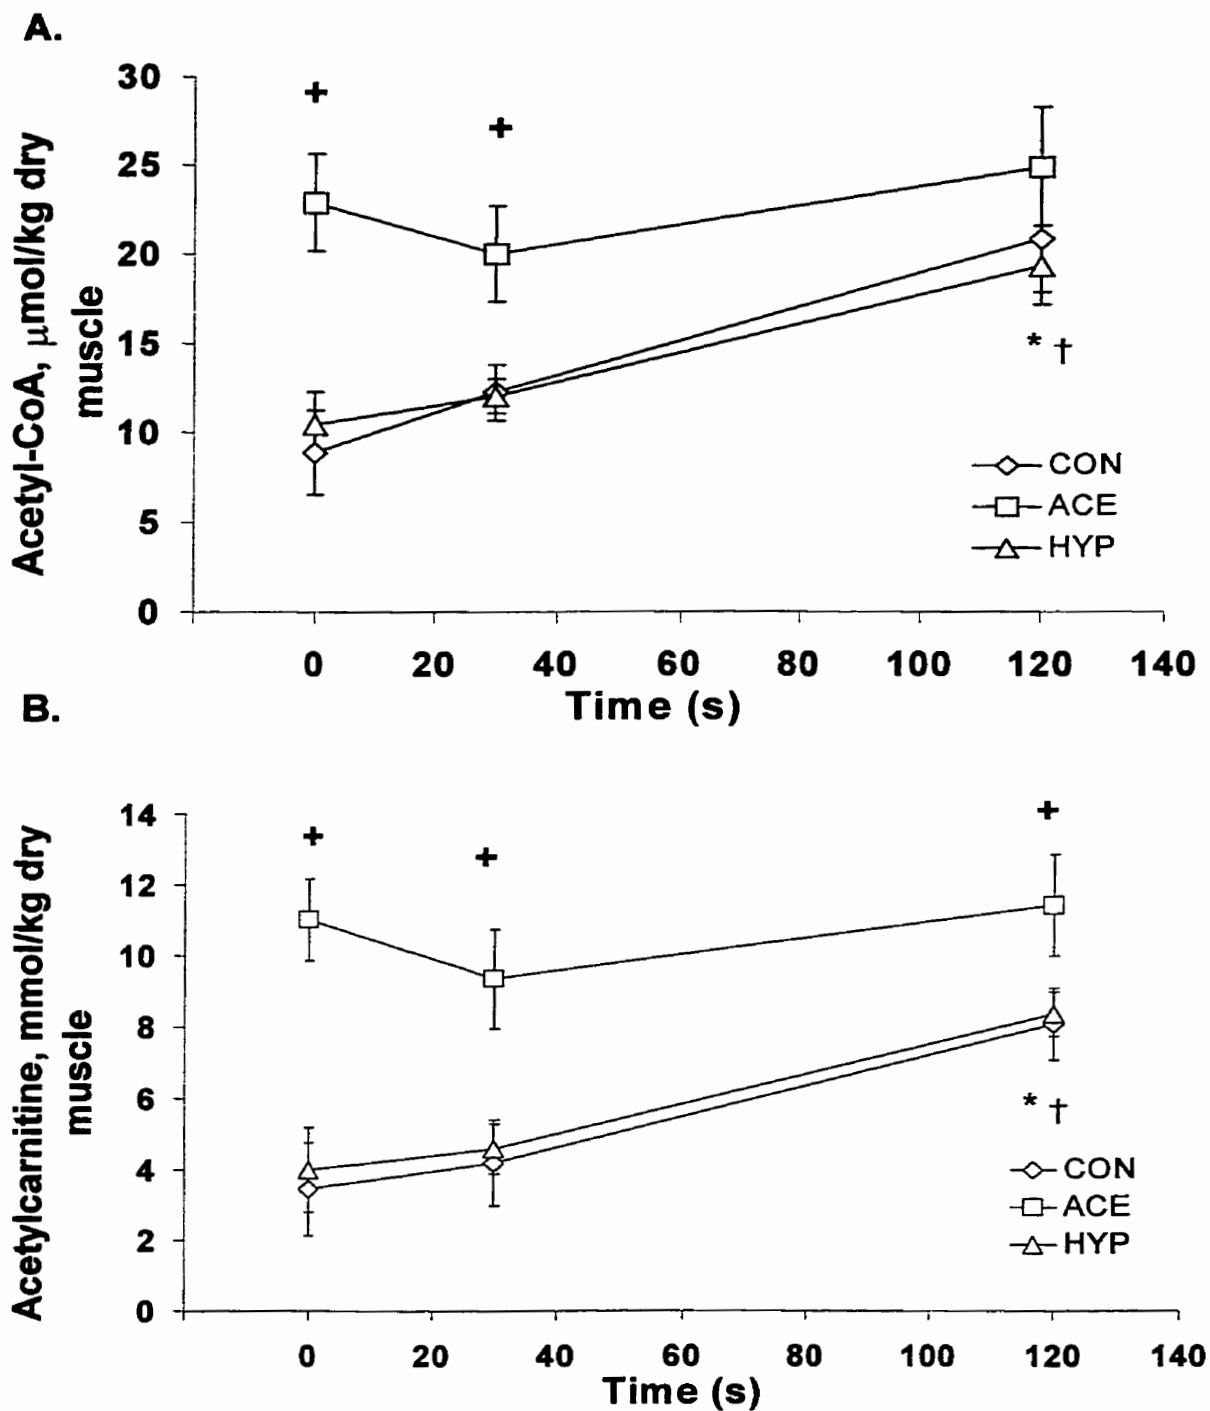 A.
Acetyl-CoA, μmol/kg dry
muscle
30
25
20
15
10
5
0
+
+
* †
CON
ACE
HYP
0 20 40 60 80 100 120 140
Time (s)
B.
Acetylcarnitine, mmol/kg dry
muscle
14
12
10
8
6
4
2
0
+
+
+
* †
CON
ACE
HYP
0 20 40 60 80 100 120 140
Time (s)